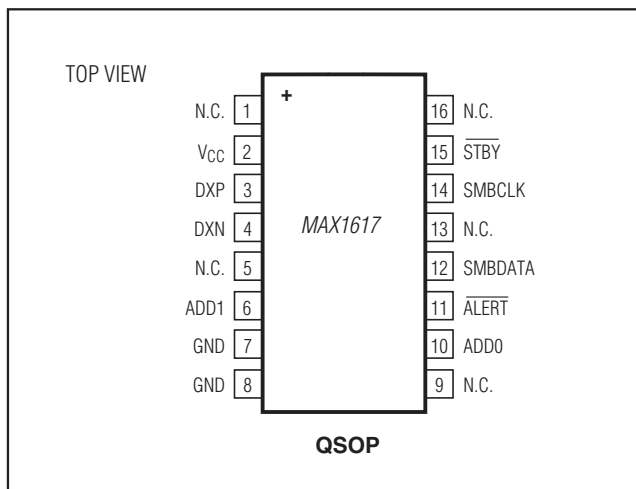 TOP VIEW
+
N.C. 1
VCC 2
DXP 3
DXN 4
N.C. 5
ADD1 6
GND 7
GND 8
MAX1617
16 N.C.
15 STBY
14 SMBCLK
13 N.C.
12 SMBDATA
11 ALERT
10 ADD0
9 N.C.
QSOP